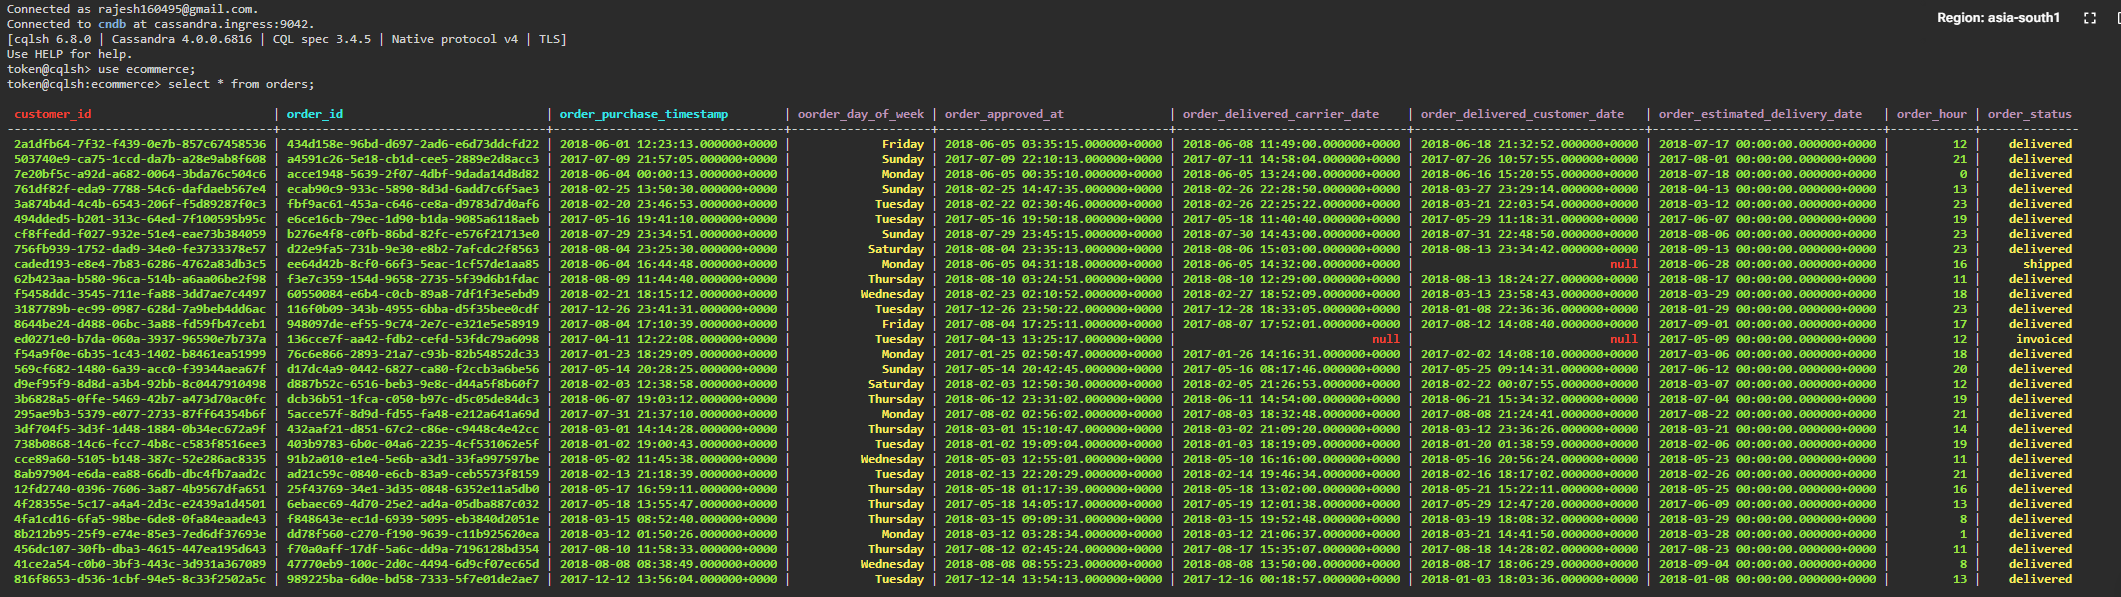 Connected as rajesh160495@gmail.com.
Region: asia-south1
Connected to cndb at cassandra.ingress:9042.
[cqlsh 6.8.0 | Cassandra 4.0.0.6816 | CQL spec 3.4.5 | Native protocol v4 | TLS]
Use HELP for help.
token@cqlsh> use ecommerce;
token@cqlsh:ecommerce> select * from orders;
customer_id | order_id | order_purchase_timestamp | oorder_day_of_week | order_approved_at | order_delivered_carrier_date | order_delivered_customer_date | order_estimated_delivery_date | order_hour | order_status
2a1dfb64-7f32-f439-0e7b-857c67458536 | 434d158e-96bd-d697-2ad6-e6d73ddcfd22 | 2018-06-01 12:23:13.000000+0000 | Friday | 2018-06-05 03:35:15.000000+0000 | 2018-06-08 11:49:00.000000+0000 | 2018-06-18 21:32:52.000000+0000 | 2018-07-17 00:00:00.000000+0000 | 12 | delivered
503740e9-ca75-1ccd-da7b-a28e9ab8f608 | a4591c26-5e18-cb1d-cee5-2889e2d8acc3 | 2017-07-09 21:57:05.000000+0000 | Sunday | 2017-07-09 22:10:13.000000+0000 | 2017-07-11 14:58:04.000000+0000 | 2017-07-26 10:57:55.000000+0000 | 2017-08-01 00:00:00.000000+0000 | 21 | delivered
7e20bf5c-a92d-a682-0064-3bda76c504c6 | acce1948-5639-2f07-4dbf-9dada14d8d82 | 2018-06-04 00:00:13.000000+0000 | Monday | 2018-06-05 00:35:10.000000+0000 | 2018-06-05 13:24:00.000000+0000 | 2018-06-16 15:20:55.000000+0000 | 2018-07-18 00:00:00.000000+0000 | 0 | delivered
761df82f-eda9-7788-54c6-dafdaeb567e4 | ecab90c9-933c-5890-8d3d-6add7c6f5ae3 | 2018-02-25 13:50:30.000000+0000 | Sunday | 2018-02-25 14:47:35.000000+0000 | 2018-02-26 22:28:50.000000+0000 | 2018-03-27 23:29:14.000000+0000 | 2018-04-13 00:00:00.000000+0000 | 13 | delivered
3a874b4d-4c4b-6543-206f-f5d89287f0c3 | fbf9ac61-453a-c646-ce8a-d9783d7d0af6 | 2018-02-20 23:46:53.000000+0000 | Tuesday | 2018-02-22 02:30:46.000000+0000 | 2018-02-26 22:25:22.000000+0000 | 2018-03-21 22:03:54.000000+0000 | 2018-03-12 00:00:00.000000+0000 | 23 | delivered
494dded5-b201-313c-64ed-7f100595b95c | e6ce16cb-79ec-1d90-b1da-9085a6118aeb | 2017-05-16 19:41:10.000000+0000 | Tuesday | 2017-05-16 19:50:18.000000+0000 | 2017-05-18 11:40:40.000000+0000 | 2017-05-29 11:18:31.000000+0000 | 2017-06-07 00:00:00.000000+0000 | 19 | delivered
cf8ffedd-f027-932e-51e4-eae73b384059 | b276e4f8-c0fb-86bd-82fc-e576f21713e0 | 2018-07-29 23:34:51.000000+0000 | Sunday | 2018-07-29 23:45:15.000000+0000 | 2018-07-30 14:43:00.000000+0000 | 2018-07-31 22:48:50.000000+0000 | 2018-08-06 00:00:00.000000+0000 | 23 | delivered
756fb939-1752-dad9-34e0-fe3733378e57 | d22e9fa5-731b-9e30-e8b2-7afcdc2f8563 | 2018-08-04 23:25:30.000000+0000 | Saturday | 2018-08-04 23:35:13.000000+0000 | 2018-08-06 15:03:00.000000+0000 | 2018-08-13 23:34:42.000000+0000 | 2018-09-13 00:00:00.000000+0000 | 23 | delivered
caded193-e8e4-7b83-6286-4762a83db3c5 | ee64d42b-8cf0-66f3-5eac-1cf57de1aa85 | 2018-06-04 16:44:48.000000+0000 | Monday | 2018-06-05 04:31:18.000000+0000 | 2018-06-05 14:32:00.000000+0000 | null | 2018-06-28 00:00:00.000000+0000 | 16 | shipped
62b423aa-b580-96ca-514b-a6aa06be2f98 | f3e7c359-154d-9658-2735-5f39d6b1fdac | 2018-08-09 11:44:40.000000+0000 | Thursday | 2018-08-10 03:24:51.000000+0000 | 2018-08-10 12:29:00.000000+0000 | 2018-08-13 18:24:27.000000+0000 | 2018-08-17 00:00:00.000000+0000 | 11 | delivered
f5458ddc-3545-711e-fa88-3dd7ae7c4497 | 60550084-e6b4-c0cb-89a8-7df1f3e5ebd9 | 2018-02-21 18:15:12.000000+0000 | Wednesday | 2018-02-23 02:10:52.000000+0000 | 2018-02-27 18:52:09.000000+0000 | 2018-03-13 23:58:43.000000+0000 | 2018-03-29 00:00:00.000000+0000 | 18 | delivered
3187789b-ec99-0987-628d-7a9beb4dd6ac | 116f0b09-343b-4955-6bba-d5f35bee0cdf | 2017-12-26 23:41:31.000000+0000 | Tuesday | 2017-12-26 23:50:22.000000+0000 | 2017-12-28 18:33:05.000000+0000 | 2018-01-08 22:36:36.000000+0000 | 2018-01-29 00:00:00.000000+0000 | 23 | delivered
8644be24-d488-06bc-3a88-fd59fb47ceb1 | 948097de-ef55-9c74-2e7c-e321e5e58919 | 2017-08-04 17:10:39.000000+0000 | Friday | 2017-08-04 17:25:11.000000+0000 | 2017-08-07 17:52:01.000000+0000 | 2017-08-12 14:08:40.000000+0000 | 2017-09-01 00:00:00.000000+0000 | 17 | delivered
ed0271e0-b7da-060a-3937-96590e7b737a | 136cce7f-aa42-fdb2-cefd-53fdc79a6098 | 2017-04-11 12:22:08.000000+0000 | Tuesday | 2017-04-13 13:25:17.000000+0000 | null | null | 2017-05-09 00:00:00.000000+0000 | 12 | invoiced
f54a9f0e-6b35-1c43-1402-b8461ea51999 | 76c6e866-2893-21a7-c93b-82b54852dc33 | 2017-01-23 18:29:09.000000+0000 | Monday | 2017-01-25 02:50:47.000000+0000 | 2017-01-26 14:16:31.000000+0000 | 2017-02-02 14:08:10.000000+0000 | 2017-03-06 00:00:00.000000+0000 | 18 | delivered
569cf682-1480-6a39-acc0-f39344aea67f | d17dc4a9-0442-6827-ca80-f2ccb3a6be56 | 2017-05-14 20:28:25.000000+0000 | Sunday | 2017-05-14 20:42:45.000000+0000 | 2017-05-16 08:17:46.000000+0000 | 2017-05-25 09:14:31.000000+0000 | 2017-06-12 00:00:00.000000+0000 | 20 | delivered
d9ef95f9-8d8d-a3b4-92bb-8c0447910498 | d887b52c-6516-beb3-9e8c-d44a5f8b60f7 | 2018-02-03 12:38:58.000000+0000 | Saturday | 2018-02-03 12:50:30.000000+0000 | 2018-02-05 21:26:53.000000+0000 | 2018-02-22 00:07:55.000000+0000 | 2018-03-07 00:00:00.000000+0000 | 12 | delivered
3b6828a5-0ffe-5469-42b7-a473d70ac0fc | dcb36b51-1fca-c050-b97c-d5c05de84dc3 | 2018-06-07 19:03:12.000000+0000 | Thursday | 2018-06-12 23:31:02.000000+0000 | 2018-06-11 14:54:00.000000+0000 | 2018-06-21 15:34:32.000000+0000 | 2018-07-04 00:00:00.000000+0000 | 19 | delivered
295ae9b3-5379-e077-2733-87ff64354b6f | 5accce57-8d9d-fd55-fa48-e212a641a69d | 2017-07-31 21:37:10.000000+0000 | Monday | 2017-08-02 02:56:02.000000+0000 | 2017-08-03 18:32:48.000000+0000 | 2017-08-08 21:24:41.000000+0000 | 2017-08-22 00:00:00.000000+0000 | 21 | delivered
3df704f5-3d3f-1d48-1884-0b34ec672a9f | 432aaf21-d851-67c2-c86e-c9448c4e42cc | 2018-03-01 14:14:28.000000+0000 | Thursday | 2018-03-01 15:10:47.000000+0000 | 2018-03-02 21:09:20.000000+0000 | 2018-03-12 23:36:26.000000+0000 | 2018-03-21 00:00:00.000000+0000 | 14 | delivered
738b0868-14c6-fcc7-4b8c-c583f8516ee3 | 403b9783-6b0c-04a6-2235-4cf531062e5f | 2018-01-02 19:00:43.000000+0000 | Tuesday | 2018-01-02 19:09:04.000000+0000 | 2018-01-03 18:19:09.000000+0000 | 2018-01-20 01:38:59.000000+0000 | 2018-02-06 00:00:00.000000+0000 | 19 | delivered
cce89a60-5105-b148-387c-52e286ac8335 | 91b2a010-e1e4-5e6b-a3d1-33fa997597be | 2018-05-02 11:45:38.000000+0000 | Wednesday | 2018-05-03 12:55:01.000000+0000 | 2018-05-10 16:16:00.000000+0000 | 2018-05-16 20:56:24.000000+0000 | 2018-05-23 00:00:00.000000+0000 | 11 | delivered
8ab97904-e6da-ea88-66db-dbc4fb7aad2c | ad21c59c-0840-e6cb-83a9-ceb5573f8159 | 2018-02-13 21:18:39.000000+0000 | Tuesday | 2018-02-13 22:20:29.000000+0000 | 2018-02-14 19:46:34.000000+0000 | 2018-02-16 18:17:02.000000+0000 | 2018-02-26 00:00:00.000000+0000 | 21 | delivered
12fd2740-0396-7606-3a87-4b9567dfa651 | 25f43769-34e1-3d35-0848-6352e11a5db0 | 2018-05-17 16:59:11.000000+0000 | Thursday | 2018-05-18 01:17:39.000000+0000 | 2018-05-18 13:02:00.000000+0000 | 2018-05-21 15:22:11.000000+0000 | 2018-05-25 00:00:00.000000+0000 | 16 | delivered
4f28355e-5c17-a4a4-2d3c-e2439a1d4501 | 6ebaec69-4d70-25e2-ad4a-05dba887c032 | 2017-05-18 13:55:47.000000+0000 | Thursday | 2017-05-18 14:05:17.000000+0000 | 2017-05-19 12:01:38.000000+0000 | 2017-05-29 12:47:20.000000+0000 | 2017-06-07 00:00:00.000000+0000 | 13 | delivered
4fa1cd16-6fa5-98be-6de8-0fa84eaade43 | f848643e-ec1d-6939-5095-eb3840d2051e | 2018-03-15 08:52:40.000000+0000 | Thursday | 2018-03-15 09:09:31.000000+0000 | 2018-03-15 19:52:48.000000+0000 | 2018-03-19 18:08:32.000000+0000 | 2018-03-29 00:00:00.000000+0000 | 8 | delivered
8b212b95-25f9-e74e-85e3-7ed6df37693e | dd78f560-c270-f190-9639-c11b925620ea | 2018-03-12 01:50:26.000000+0000 | Monday | 2018-03-12 03:28:34.000000+0000 | 2018-03-12 21:06:37.000000+0000 | 2018-03-21 14:41:50.000000+0000 | 2018-03-28 00:00:00.000000+0000 | 1 | delivered
456dc107-30fb-dba3-4615-447ea195d643 | f70a0aff-17df-5a6c-dd9a-7196128bd354 | 2017-08-10 11:58:33.000000+0000 | Thursday | 2017-08-12 02:45:24.000000+0000 | 2017-08-17 15:35:07.000000+0000 | 2017-08-18 14:28:02.000000+0000 | 2017-08-23 00:00:00.000000+0000 | 11 | delivered
41ce2a54-c0b0-3bf3-443c-3d931a367089 | 47770eb9-100c-2d0c-4494-6d9cf07ec65d | 2018-08-08 08:38:49.000000+0000 | Wednesday | 2018-08-08 08:55:23.000000+0000 | 2018-08-08 13:50:00.000000+0000 | 2018-08-17 18:06:29.000000+0000 | 2018-09-04 00:00:00.000000+0000 | 8 | delivered
816f8653-d536-1cbf-94e5-8c33f2502a5c | 989225ba-6d0e-bd58-7333-5f7e01de2ae7 | 2017-12-12 13:56:04.000000+0000 | Tuesday | 2017-12-14 13:54:13.000000+0000 | 2017-12-16 00:18:57.000000+0000 | 2018-01-03 18:03:36.000000+0000 | 2018-01-08 00:00:00.000000+0000 | 13 | delivered